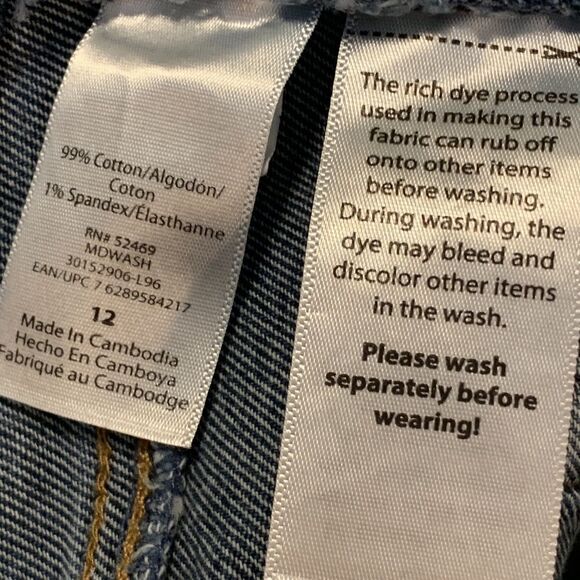 99% Cotton/Algodón/
Coton
1% Spandex/Élasthanne
RN# 52469
MDWASH
30152906-L96
EAN/UPC 7 6289584217
12
Made In Cambodia
Hecho En Camboya
Fabriqué au Cambodge
The rich dye process
used in making this
fabric can rub off
onto other items
before washing.
During washing, the
dye may bleed and
discolor other items
in the wash.
Please wash
separately before
wearing!